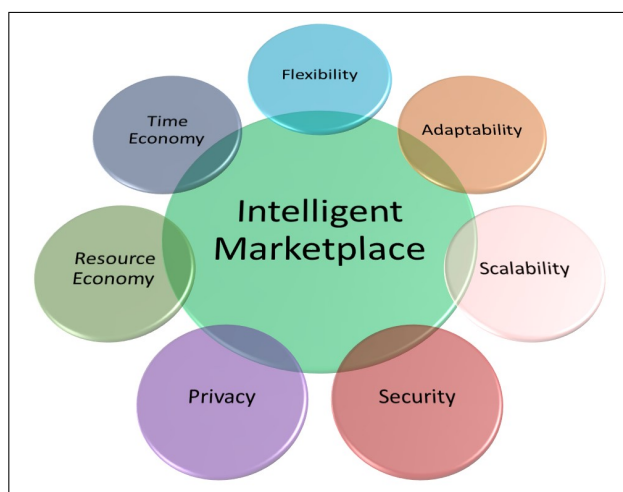 Flexibility
Time
Economy
Adaptability
Intelligent
Marketplace
Resource
Economy
Scalability
Privacy
Security